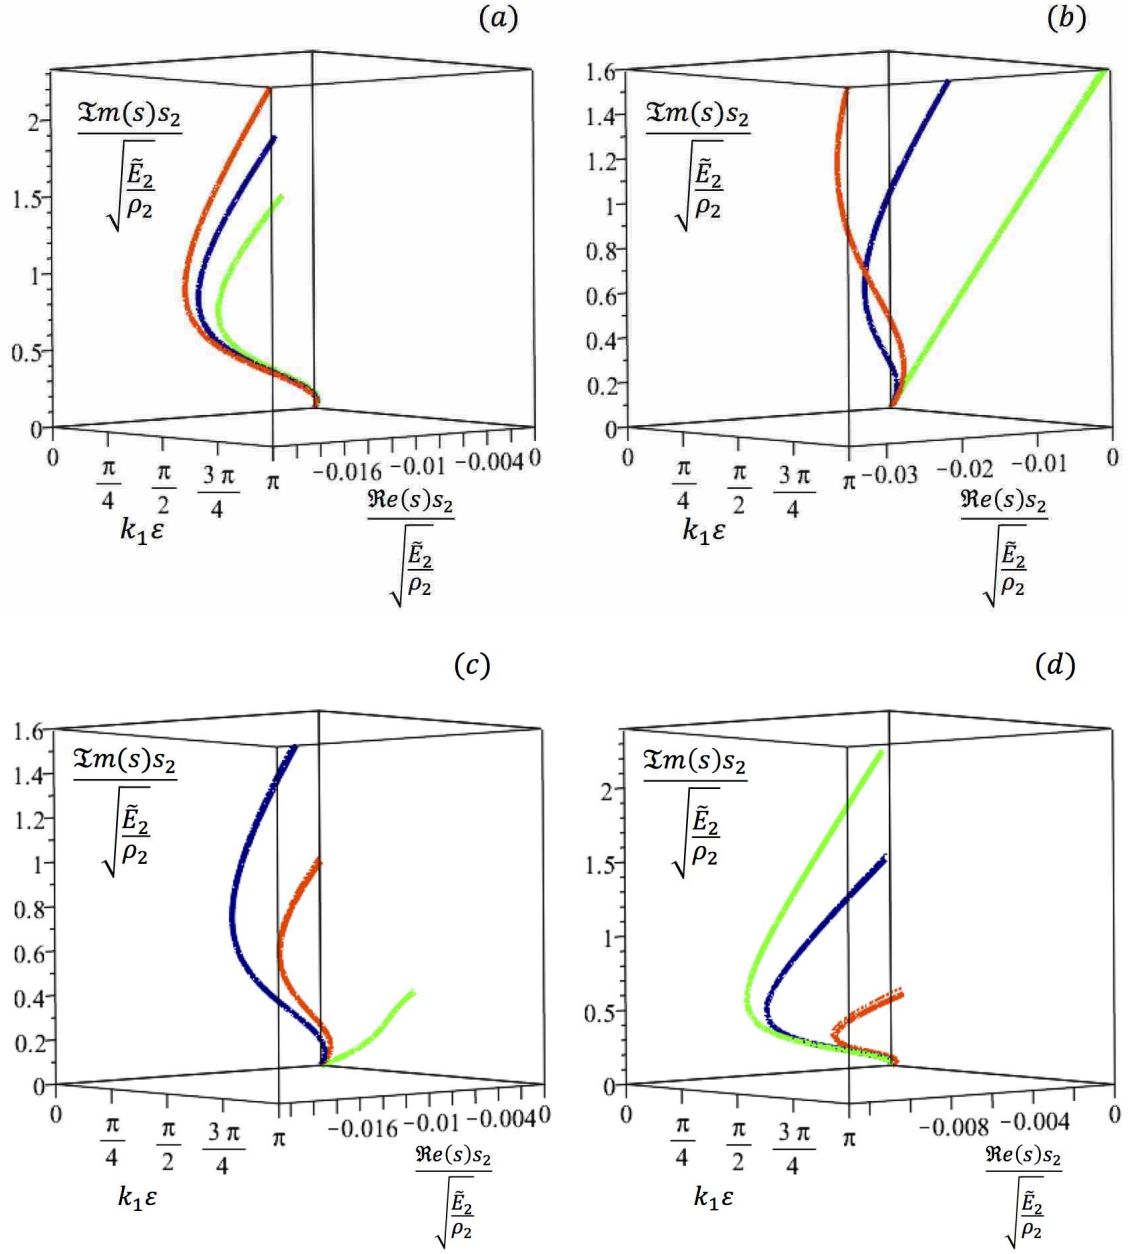 (a)
2
1.5
1
0.5
0
𝔍m(s)s₂
√(Ẽ₂/ρ₂)
0 π/4 π/2 3π/4 π -0.016 -0.01 -0.004 0
k₁ε
ℜe(s)s₂
√(Ẽ₂/ρ₂)
(b)
1.6
1.4
1.2
1
0.8
0.6
0.4
0.2
0
𝔍m(s)s₂
√(Ẽ₂/ρ₂)
0 π/4 π/2 3π/4 π -0.03 -0.02 -0.01 0
k₁ε
ℜe(s)s₂
√(Ẽ₂/ρ₂)
(c)
1.6
1.4
1.2
1
0.8
0.6
0.4
0.2
0
𝔍m(s)s₂
√(Ẽ₂/ρ₂)
0 π/4 π/2 3π/4 π -0.016 -0.01 -0.004 0
k₁ε
ℜe(s)s₂
√(Ẽ₂/ρ₂)
(d)
2
1.5
1
0.5
0
𝔍m(s)s₂
√(Ẽ₂/ρ₂)
0 π/4 π/2 3π/4 π -0.008 -0.004 0
k₁ε
ℜe(s)s₂
√(Ẽ₂/ρ₂)